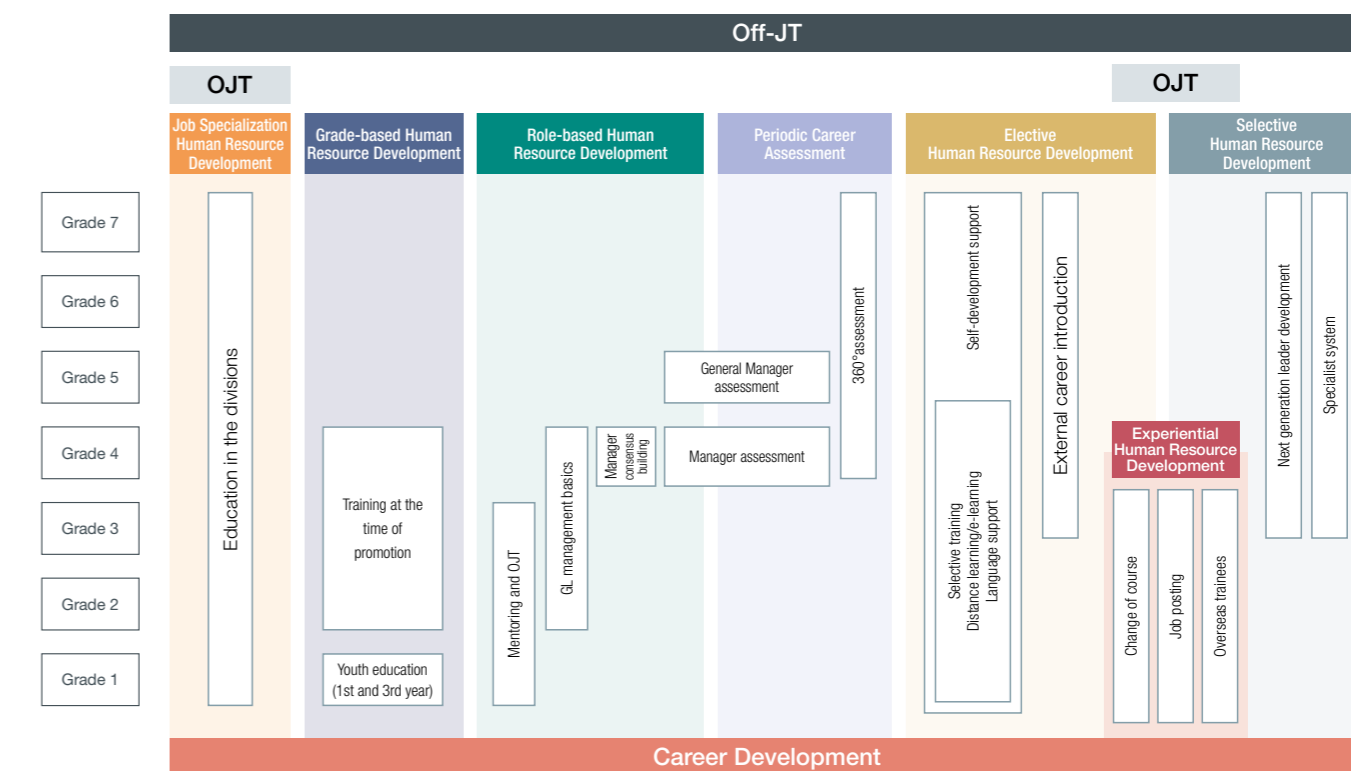 Off-JT
OJT
OJT
Job Specialization
Human Resource
Development
Grade-based Human
Resource Development
Role-based Human
Resource Development
Periodic Career
Assessment
Elective
Human Resource Development
Selective
Human Resource
Development
Grade 7
Grade 6
Grade 5
Grade 4
Grade 3
Grade 2
Grade 1
Education in the divisions
Training at the
time of
promotion
Youth education
(1st and 3rd year)
Mentoring and OJT
GL management basics
Manager
consensus
building
General Manager
assessment
Manager assessment
360°assessment
Self-development support
Selective training
Distance learning/e-learning
Language support
External career introduction
Experiential
Human Resource
Development
Change of course
Job posting
Overseas trainees
Next generation leader development
Specialist system
Career Development